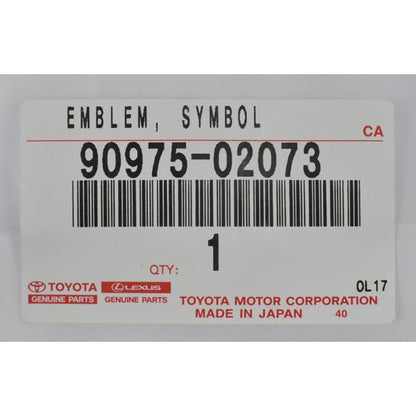 EMBLEM, SYMBOL
CA
90975-02073
QTY: 1
0L17
TOYOTA LEXUS
GENUINE PARTS GENUINE PARTS
TOYOTA MOTOR CORPORATION
MADE IN JAPAN 40